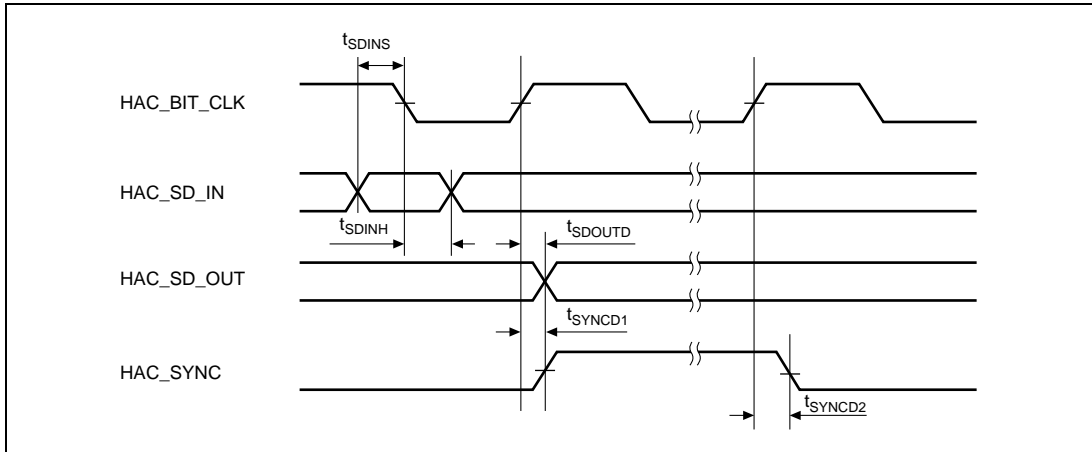 tSDINS
HAC_BIT_CLK
HAC_SD_IN
tSDINH
tSDOUTD
HAC_SD_OUT
tSYNCD1
HAC_SYNC
tSYNCD2